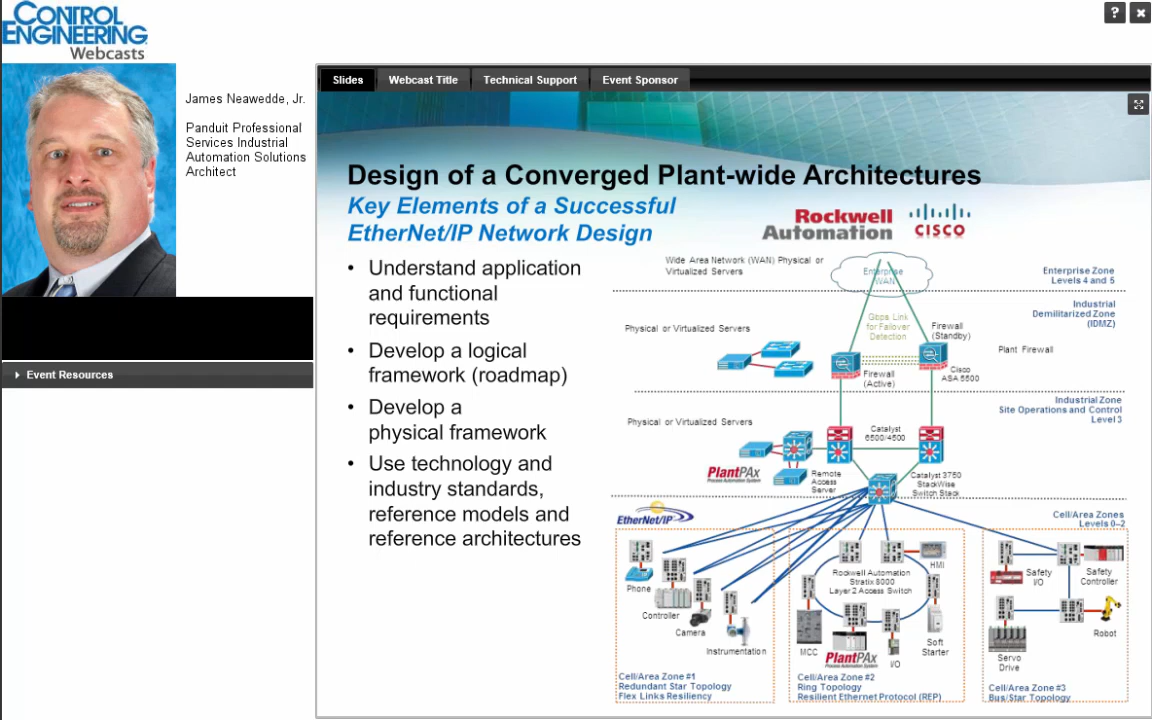 CONTROL
ENGINEERING
Webcasts
?
James Neawedde, Jr.
Panduit Professional
Services Industrial
Automation Solutions
Architect
Event Resources
Slides
Webcast Title
Technical Support
Event Sponsor
Design of a Converged Plant-wide Architectures
Key Elements of a Successful
EtherNet/IP Network Design
• Understand application
and functional
requirements
• Develop a logical
framework (roadmap)
• Develop a
physical framework
• Use technology and
industry standards,
reference models and
reference architectures
Rockwell
Automation
CISCO
Wide Area Network (WAN) Physical or
Virtualized Servers
Enterprise
WAN
Enterprise Zone
Levels 4 and 5
Industrial
Demilitarized Zone
(IDMZ)
Physical or Virtualized Servers
Gbps Link
for Failover
Detection
Firewall
(Standby)
Plant Firewall
Firewall
(Active)
Cisco
ASA 5500
Industrial Zone
Site Operations and Control
Level 3
Physical or Virtualized Servers
Catalyst
6500/4500
PlantPAx
Process Automation System
Remote
Access
Server
Catalyst 3750
StackWise
Switch Stack
EtherNet/IP
Cell/Area Zones
Levels 0–2
Phone
Controller
Camera
Instrumentation
Cell/Area Zone #1
Redundant Star Topology
Flex Links Resiliency
Rockwell Automation
Stratix 8000
Layer 2 Access Switch
HMI
MCC
PlantPAx
Process Automation System
I/O
Soft
Starter
Cell/Area Zone #2
Ring Topology
Resilient Ethernet Protocol (REP)
Safety
I/O
Safety
Controller
Robot
Servo
Drive
Cell/Area Zone #3
Bus/Star Topology